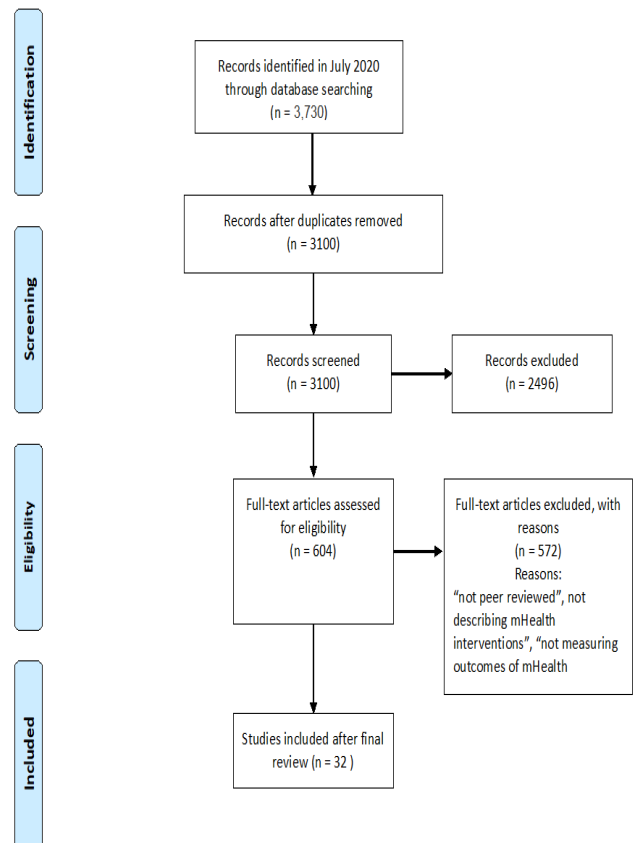 Identification
Records identified in July 2020
through database searching
(n = 3,730)
Records after duplicates removed
(n = 3100)
Screening
Records screened
(n = 3100)
Records excluded
(n = 2496)
Eligibility
Full-text articles assessed
for eligibility
(n = 604)
Full-text articles excluded, with
reasons
(n = 572)
Reasons:
“not peer reviewed”, not
describing mHealth
interventions”, “not measuring
outcomes of mHealth
Included
Studies included after final
review (n = 32 )